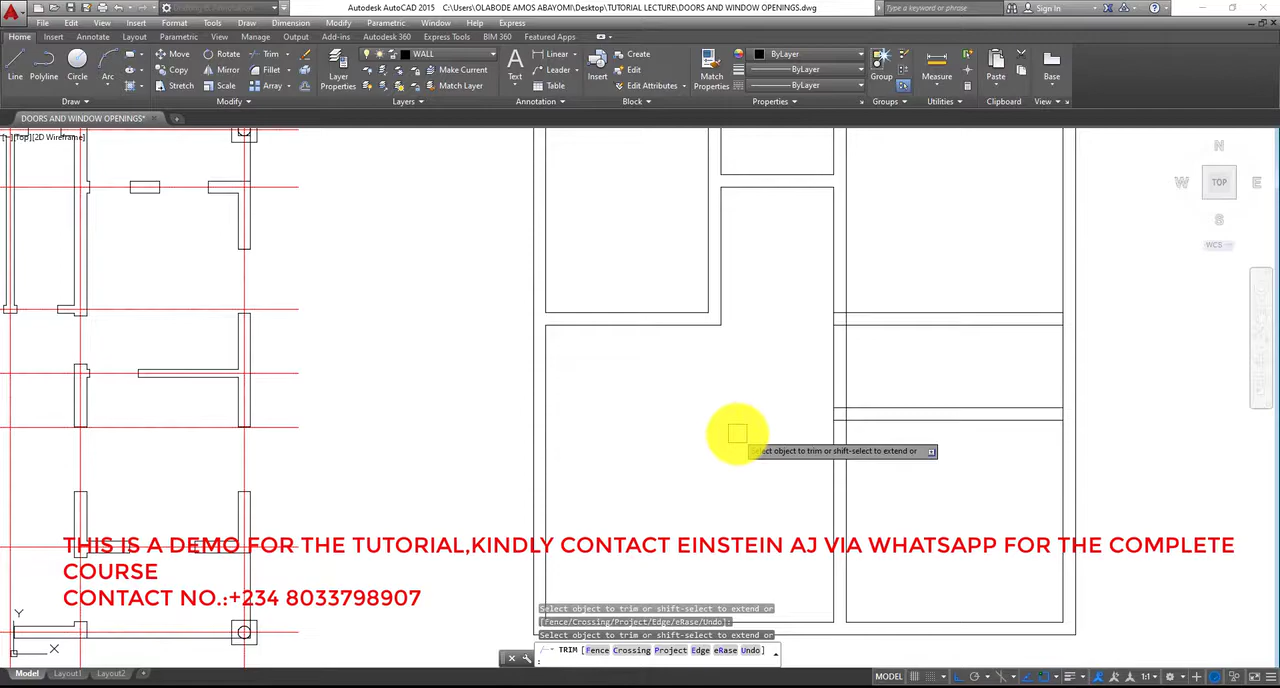 Autodesk AutoCAD 2015 C:\Users\OLABODE AMOS ABAYOMI\Desktop\TUTORIAL LECTURE\DOORS AND WINDOW OPENINGS.dwg
Type a keyword or phrase
Sign In
File Edit View Insert Format Tools Draw Dimension Modify Parametric Window Help Express
Home Insert Annotate Layout Parametric View Manage Output Add-ins Autodesk 360 Express Tools BIM 360 Featured Apps
Line Polyline Circle Arc
Move Rotate Trim
Copy Mirror Fillet
Stretch Scale Array
Layer Properties
WALL
Make Current
Match Layer
Text
Linear
Leader
Table
Insert
Create
Edit
Edit Attributes
Match Properties
ByLayer
ByLayer
ByLayer
Group
Measure
Paste
Base
Draw Modify Layers Annotation Block Properties Groups Utilities Clipboard View
DOORS AND WINDOW OPENINGS*
[-][Top][2D Wireframe]
N
W TOP E
S
WCS
Select object to trim or shift-select to extend or
THIS IS A DEMO FOR THE TUTORIAL,KINDLY CONTACT EINSTEIN AJ VIA WHATSAPP FOR THE COMPLETE
COURSE
CONTACT NO.:+234 8033798907
Y
X
Select object to trim or shift-select to extend or
[Fence/Crossing/Project/Edge/eRase/Undo]:
Select object to trim or shift-select to extend or
TRIM [Fence Crossing Project Edge eRase Undo]
:
Model Layout1 Layout2 +
MODEL
1:1